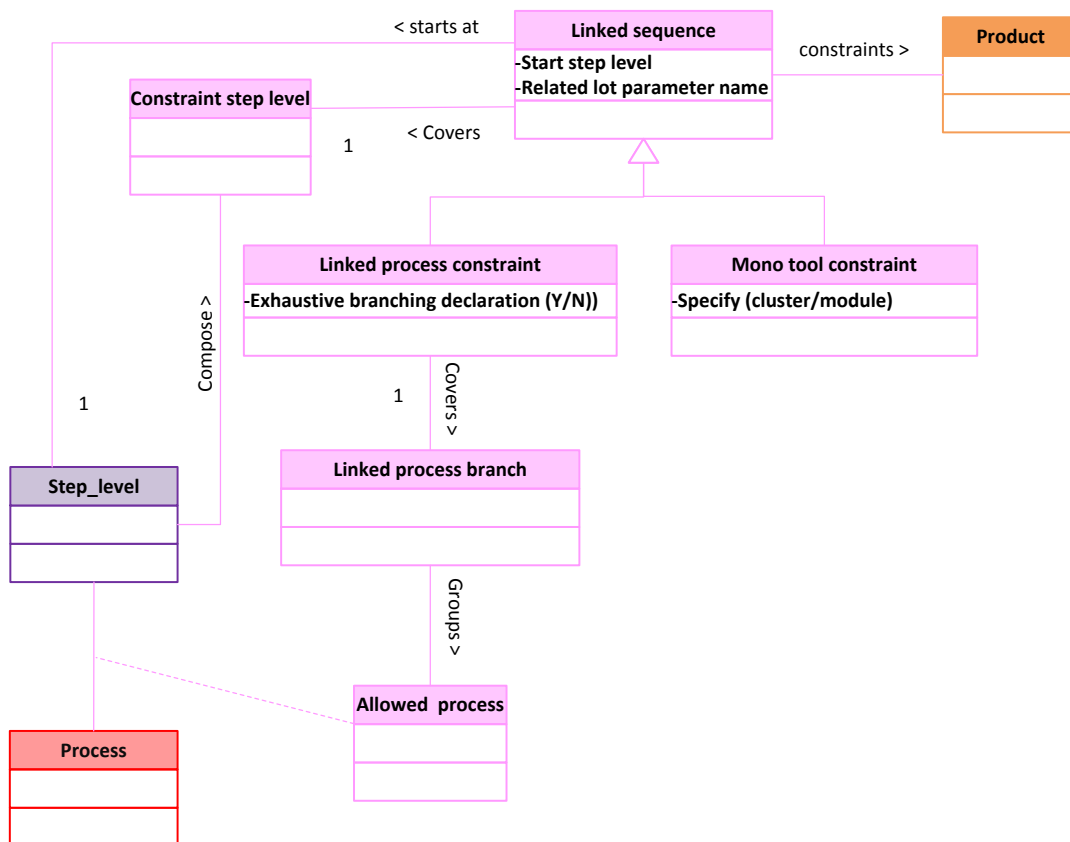 < starts at
Linked sequence
-Start step level
-Related lot parameter name
constraints >
Product
Constraint step level
1
< Covers
Linked process constraint
-Exhaustive branching declaration (Y/N))
Mono tool constraint
-Specify (cluster/module)
Compose >
1
1
Covers >
Linked process branch
Step_level
Groups >
Allowed  process
Process